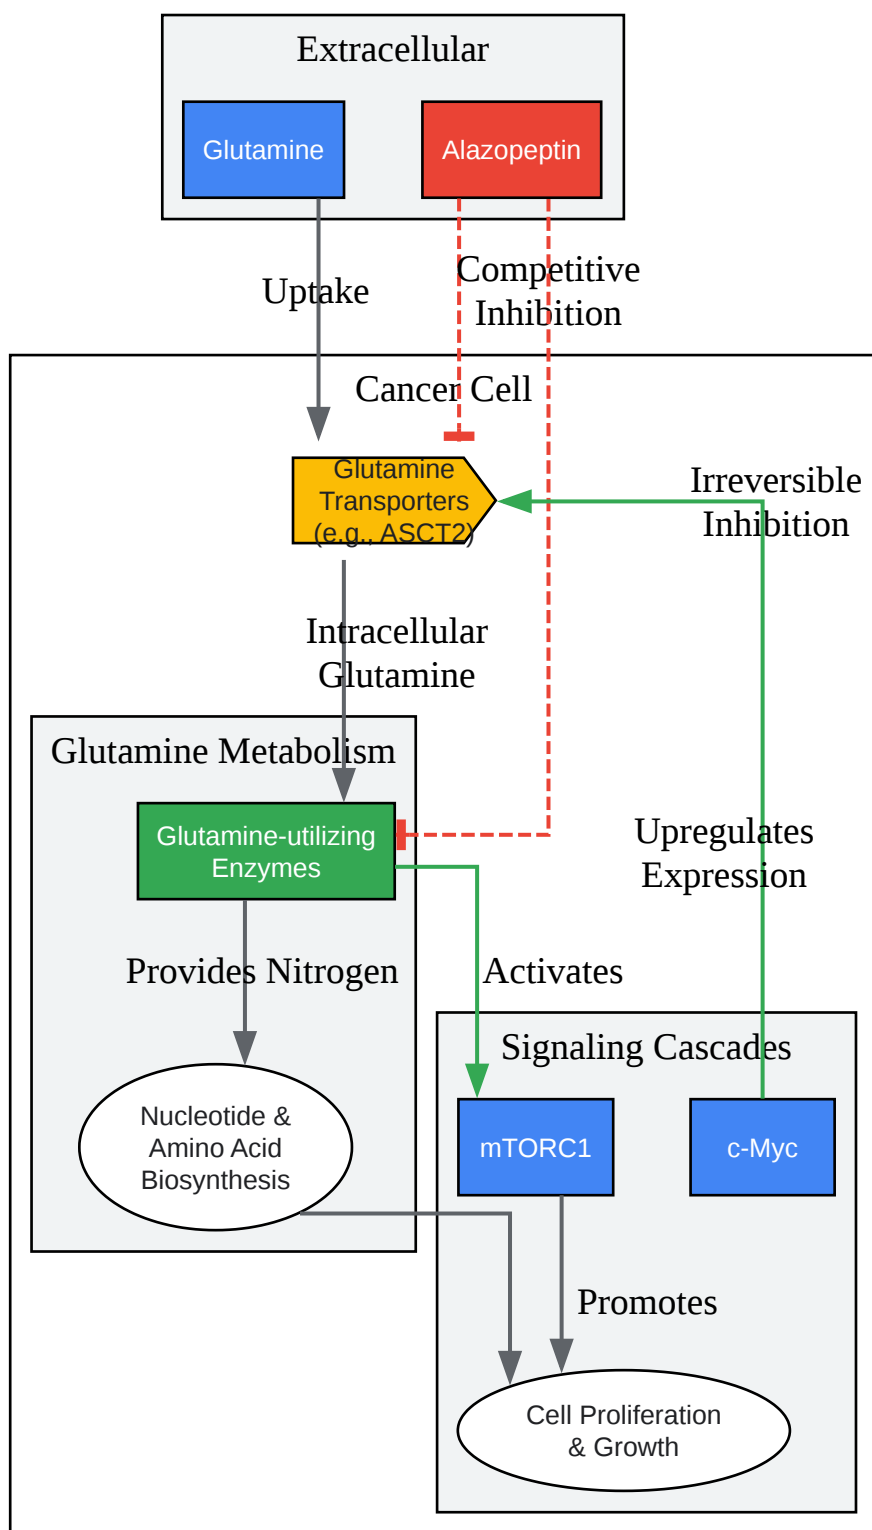 Extracellular
Glutamine
Alazopeptin
Uptake
Competitive
Inhibition
Cancer Cell
Glutamine
Transporters
(e.g., ASCT2)
Irreversible
Inhibition
Intracellular
Glutamine
Glutamine Metabolism
Glutamine-utilizing
Enzymes
Upregulates
Expression
Provides Nitrogen
Activates
Signaling Cascades
Nucleotide &
Amino Acid
Biosynthesis
mTORC1
c-Myc
Promotes
Cell Proliferation
& Growth